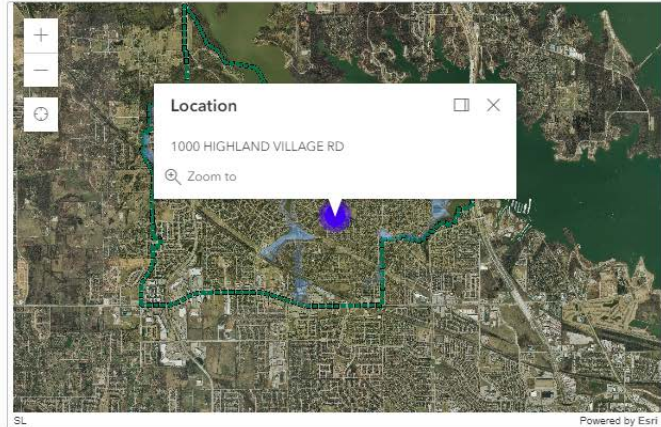 Location
1000 HIGHLAND VILLAGE RD
Zoom to
SL
Powered by Esri